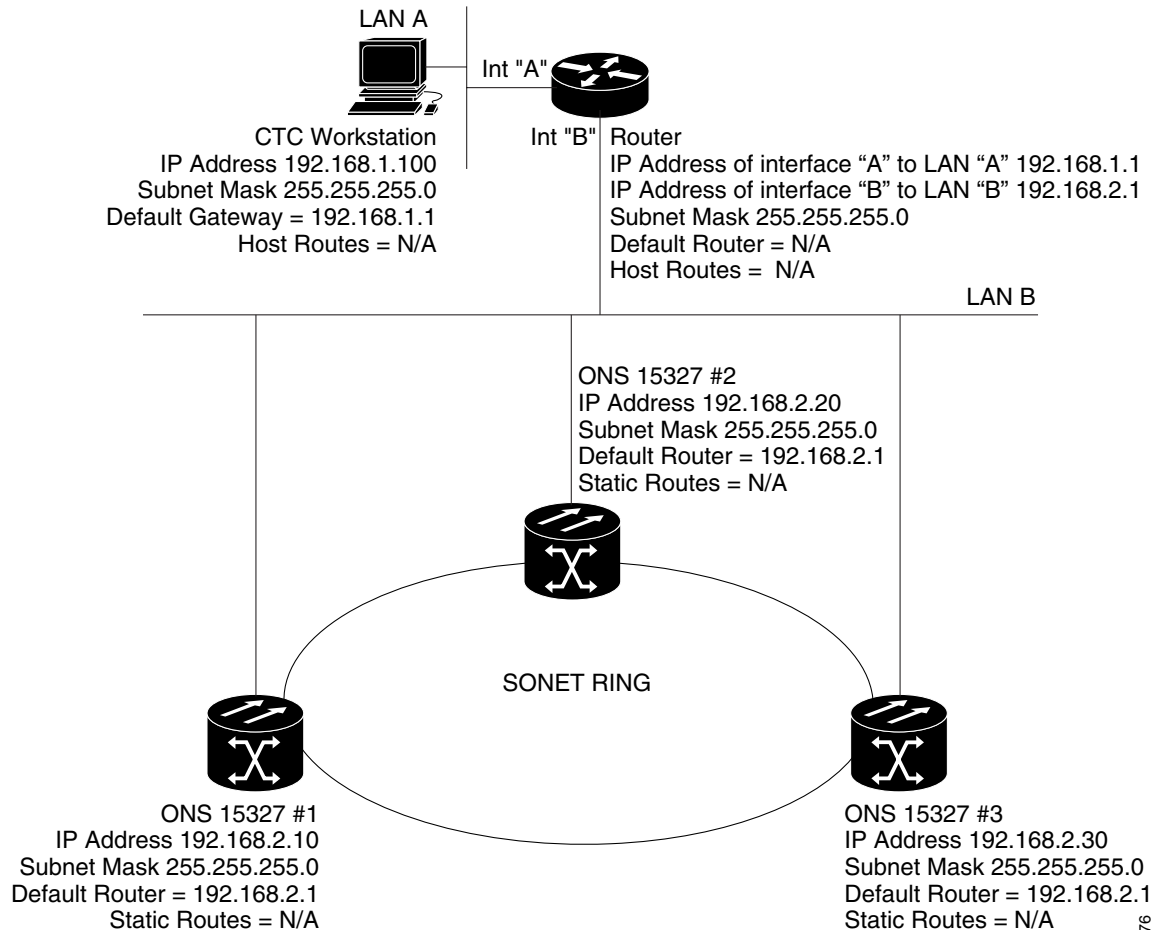 LAN A
Int "A"
CTC Workstation
IP Address 192.168.1.100
Subnet Mask 255.255.255.0
Default Gateway = 192.168.1.1
Host Routes = N/A
Int "B"
Router
IP Address of interface “A” to LAN “A” 192.168.1.1
IP Address of interface “B” to LAN “B” 192.168.2.1
Subnet Mask 255.255.255.0
Default Router = N/A
Host Routes = N/A
LAN B
ONS 15327 #2
IP Address 192.168.2.20
Subnet Mask 255.255.255.0
Default Router = 192.168.2.1
Static Routes = N/A
SONET RING
ONS 15327 #1
IP Address 192.168.2.10
Subnet Mask 255.255.255.0
Default Router = 192.168.2.1
Static Routes = N/A
ONS 15327 #3
IP Address 192.168.2.30
Subnet Mask 255.255.255.0
Default Router = 192.168.2.1
Static Routes = N/A